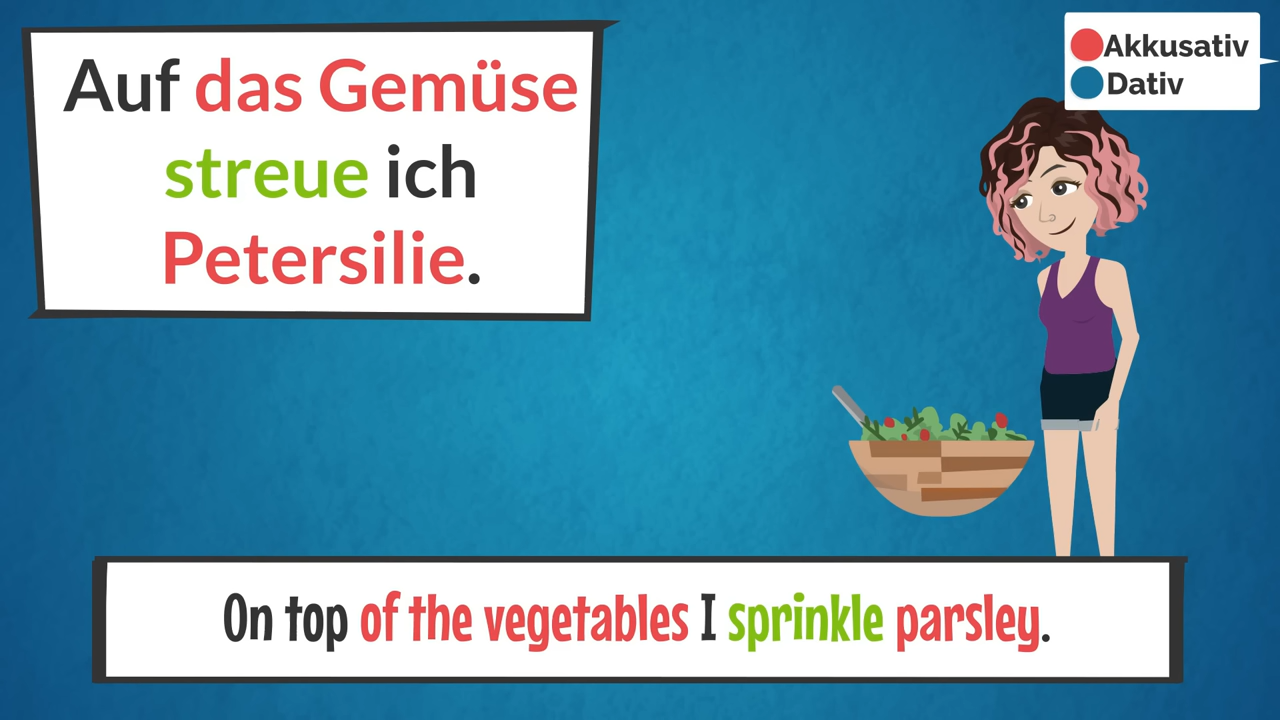 Auf das Gemüse
streue ich
Petersilie.
Akkusativ
Dativ
On top of the vegetables I sprinkle parsley.